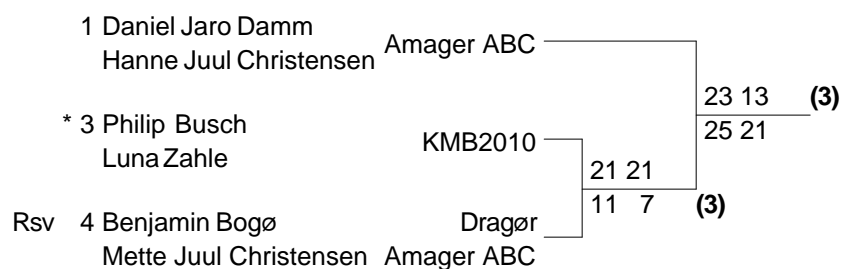 1 Daniel Jaro Damm
Hanne Juul Christensen Amager ABC
23 13 (3)
25 21
* 3 Philip Busch
Luna Zahle KMB2010
21 21
11 7 (3)
Rsv 4 Benjamin Bogø Dragør
Mette Juul Christensen Amager ABC